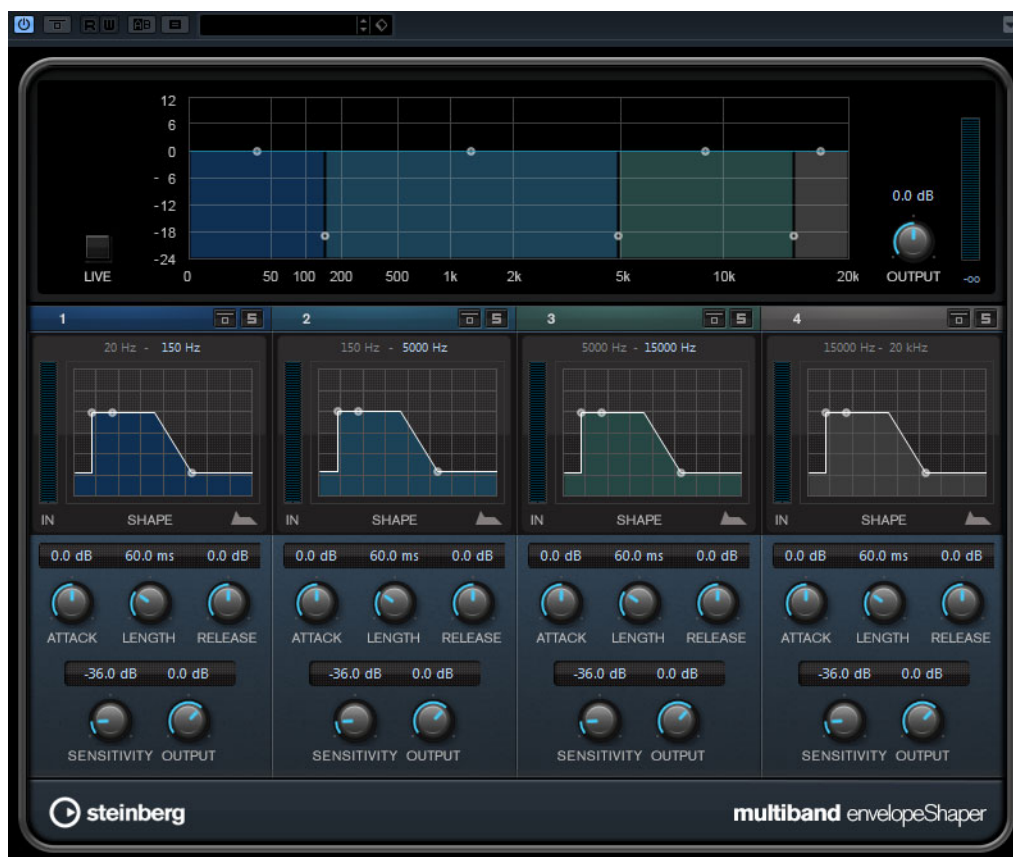 R W A B
12
6
0
- 6
-12
-18
-24
0 50 100 200 500 1k 2k 5k 10k 20k
LIVE
0.0 dB
OUTPUT
-∞
1 S 2 S 3 S 4 S
20 Hz - 150 Hz 150 Hz - 5000 Hz 5000 Hz - 15000 Hz 15000 Hz - 20 kHz
IN SHAPE IN SHAPE IN SHAPE IN SHAPE
0.0 dB 60.0 ms 0.0 dB 0.0 dB 60.0 ms 0.0 dB 0.0 dB 60.0 ms 0.0 dB 0.0 dB 60.0 ms 0.0 dB
ATTACK LENGTH RELEASE ATTACK LENGTH RELEASE ATTACK LENGTH RELEASE ATTACK LENGTH RELEASE
-36.0 dB 0.0 dB -36.0 dB 0.0 dB -36.0 dB 0.0 dB -36.0 dB 0.0 dB
SENSITIVITY OUTPUT SENSITIVITY OUTPUT SENSITIVITY OUTPUT SENSITIVITY OUTPUT
steinberg multiband envelopeShaper